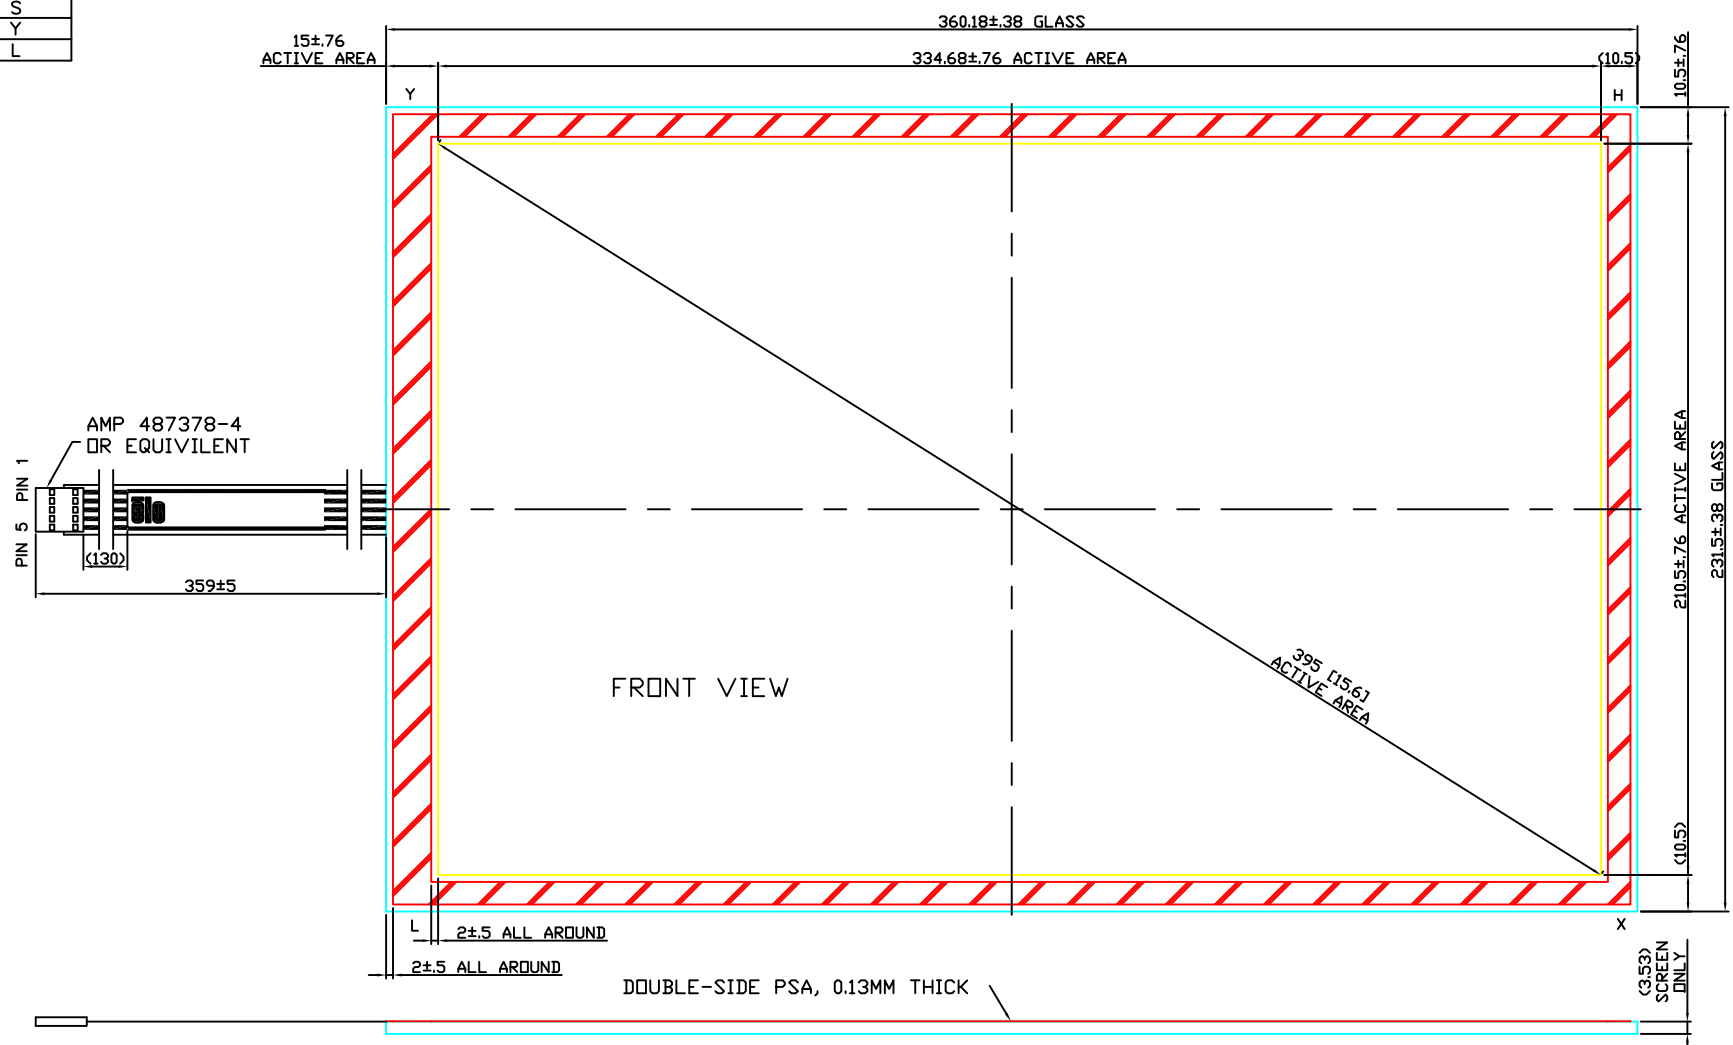 S
Y
L
360.18±.38 GLASS
15±.76
ACTIVE AREA
334.68±.76 ACTIVE AREA
(10.5)
10.5±.76
Y
H
AMP 487378-4
OR EQUIVILENT
PIN 1
PIN 5
elo
(130)
359±5
210.5±.76 ACTIVE AREA
231.5±.38 GLASS
FRONT VIEW
395 [15.6]
ACTIVE AREA
(10.5)
L
X
2±.5 ALL AROUND
2±.5 ALL AROUND
DOUBLE-SIDE PSA, 0.13MM THICK
(3.53)
SCREEN
ONLY